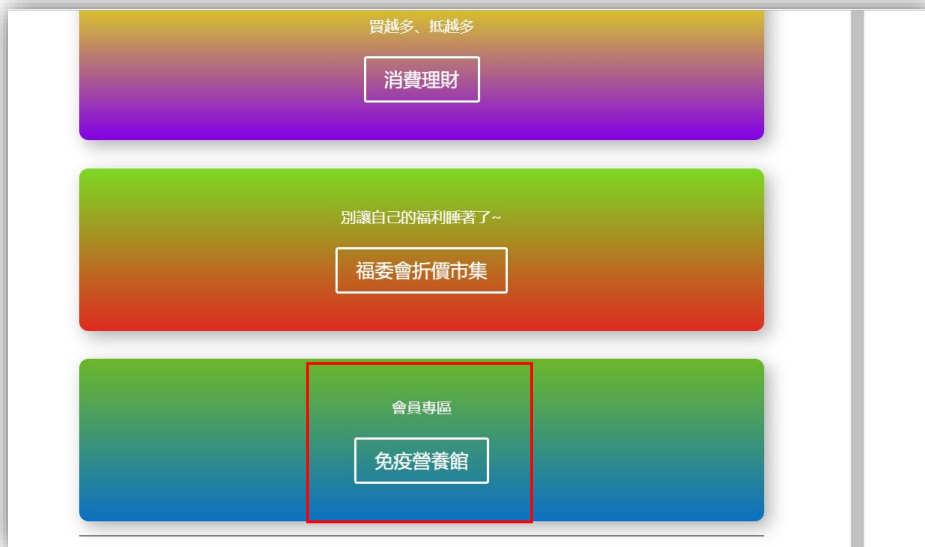 買越多、抵越多
消費理財
別讓自己的福利睡著了~
福委會折價市集
會員專區
免疫營養館